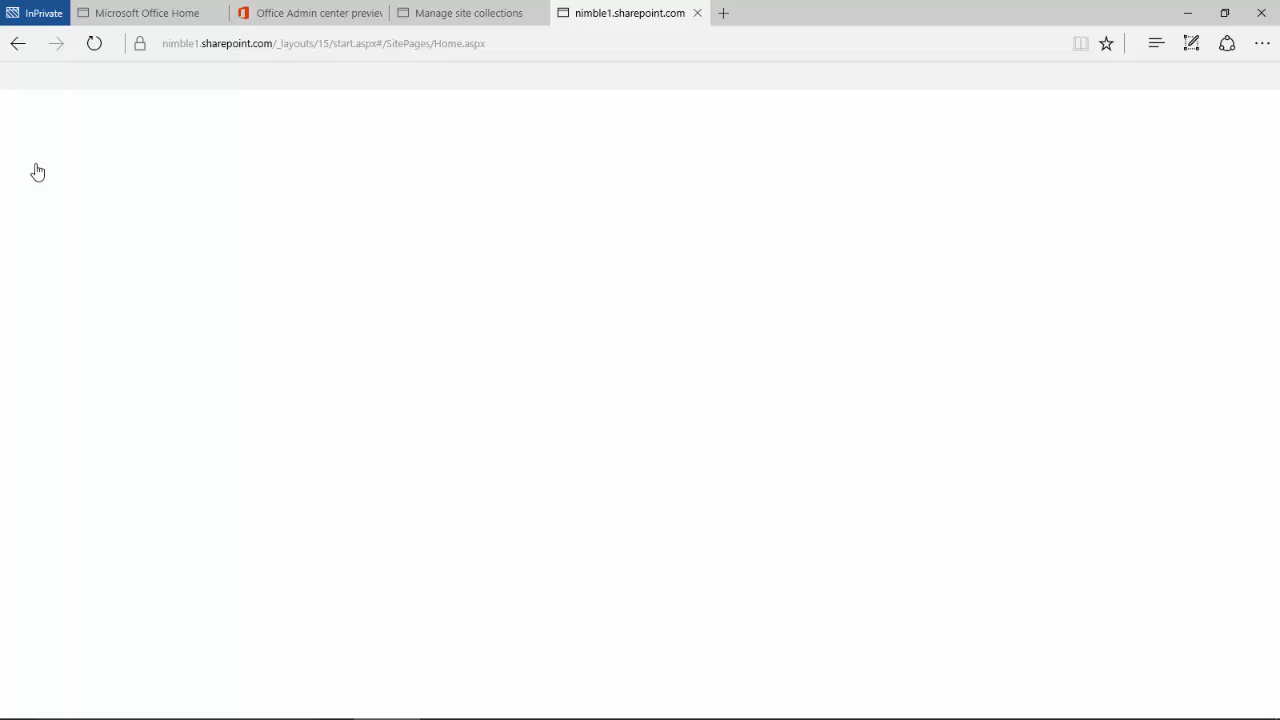 InPrivate Microsoft Office Home Office Admin center preview Manage site collections nimble1.sharepoint.com
nimble1.sharepoint.com/_layouts/15/start.aspx#/SitePages/Home.aspx